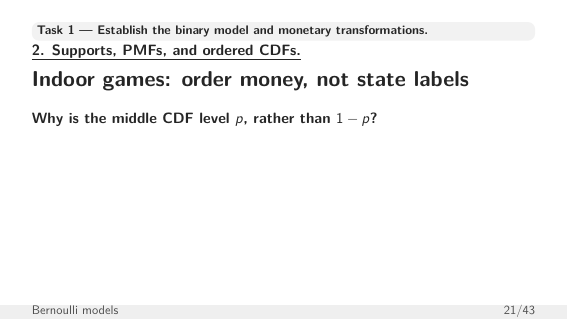 Task 1 — Establish the binary model and monetary transformations.
2. Supports, PMFs, and ordered CDFs.
Indoor games: order money, not state labels
Why is the middle CDF level p, rather than 1 − p?
Bernoulli models
21/43